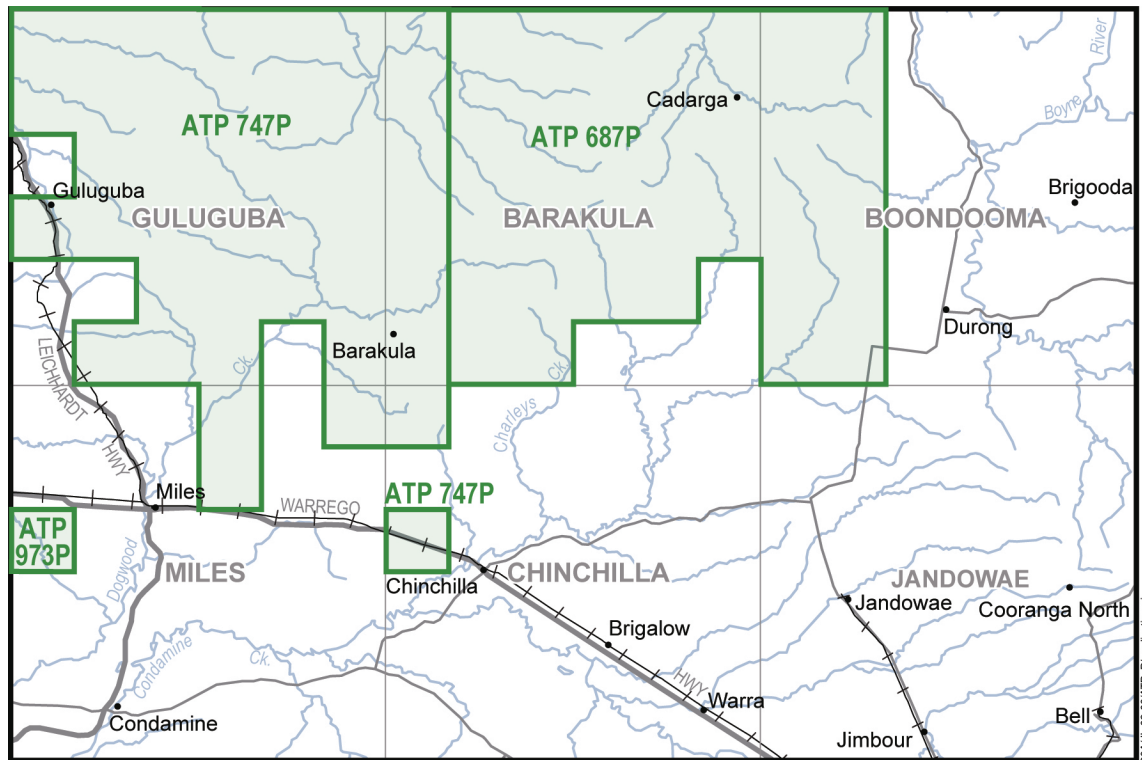 River
Cadarga
Boyne
ATP 747P
ATP 687P
Guluguba
Brigooda
GULUGUBA
BARAKULA
BOONDOOMA
Durong
Barakula
Ck.
Ck.
LEICHHARDT
HWY
Charleys
Miles
WARREGO
ATP 747P
ATP
973P
Dogwood
MILES
Chinchilla
CHINCHILLA
JANDOWAE
Jandowae
Cooranga North
Brigalow
Condamine
Ck.
HWY
Warra
Condamine
Bell
Jimbour